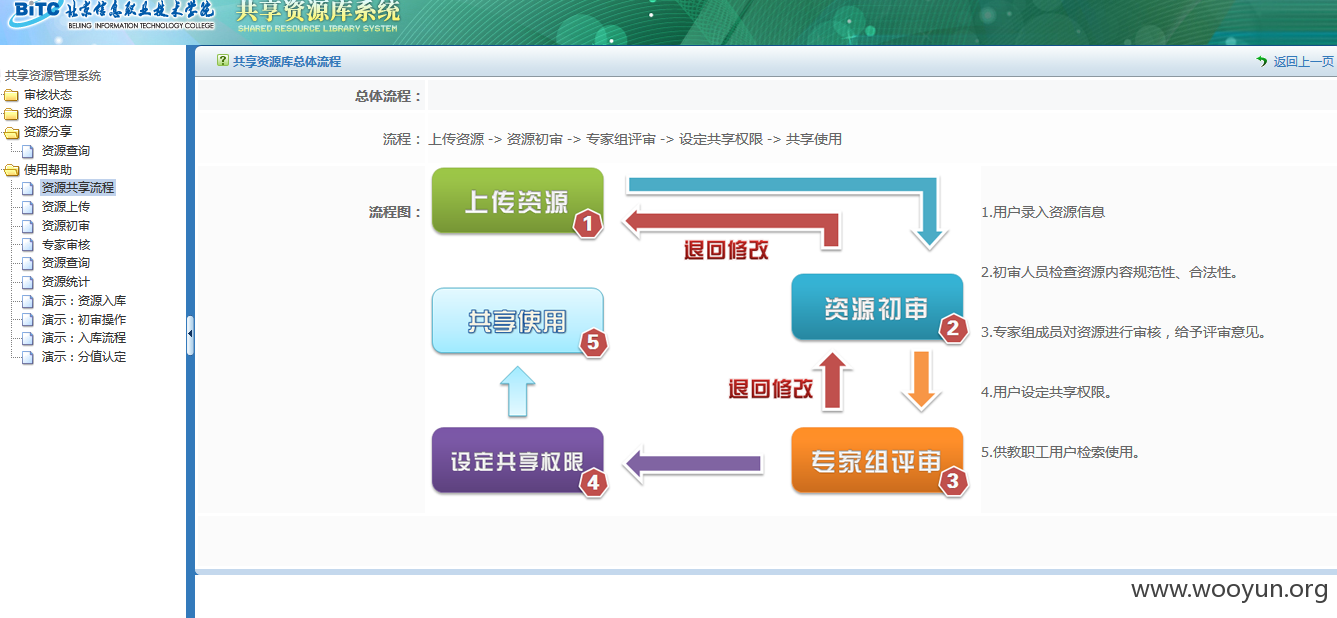 BiTC 北京信息职业技术学院 共享资源库系统
BEIJING INFORMATION TECHNOLOGY COLLEGE SHARED RESOURCE LIBRARY SYSTEM
共享资源管理系统
审核状态
我的资源
资源分享
资源查询
使用帮助
资源共享流程
资源上传
资源初审
专家审核
资源查询
资源统计
演示：资源入库
演示：初审操作
演示：入库流程
演示：分值认定
? 共享资源库总体流程 返回上一页
总体流程：
流程： 上传资源 -> 资源初审 -> 专家组评审 -> 设定共享权限 -> 共享使用
流程图：
上传资源 1
退回修改
资源初审 2
共享使用 5
退回修改
设定共享权限 4
专家组评审 3
1.用户录入资源信息
2.初审人员检查资源内容规范性、合法性。
3.专家组成员对资源进行审核，给予评审意见。
4.用户设定共享权限。
5.供教职工用户检索使用。
www.wooyun.org